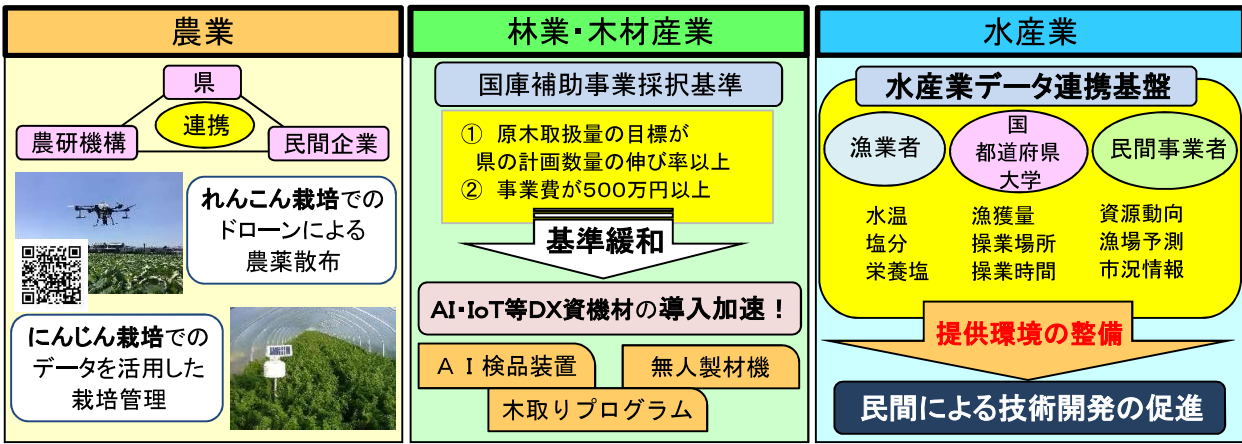 農業
県
連携
農研機構
民間企業
れんこん栽培での
ドローンによる
農薬散布
にんじん栽培での
データを活用した
栽培管理
林業・木材産業
国庫補助事業採択基準
① 原木取扱量の目標が
県の計画数量の伸び率以上
② 事業費が500万円以上
基準緩和
AI・IoT等DX資機材の導入加速！
ＡＩ検品装置
無人製材機
木取りプログラム
水産業
水産業データ連携基盤
漁業者
国
都道府県
大学
民間事業者
水温
塩分
栄養塩
漁獲量
操業場所
操業時間
資源動向
漁場予測
市況情報
提供環境の整備
民間による技術開発の促進